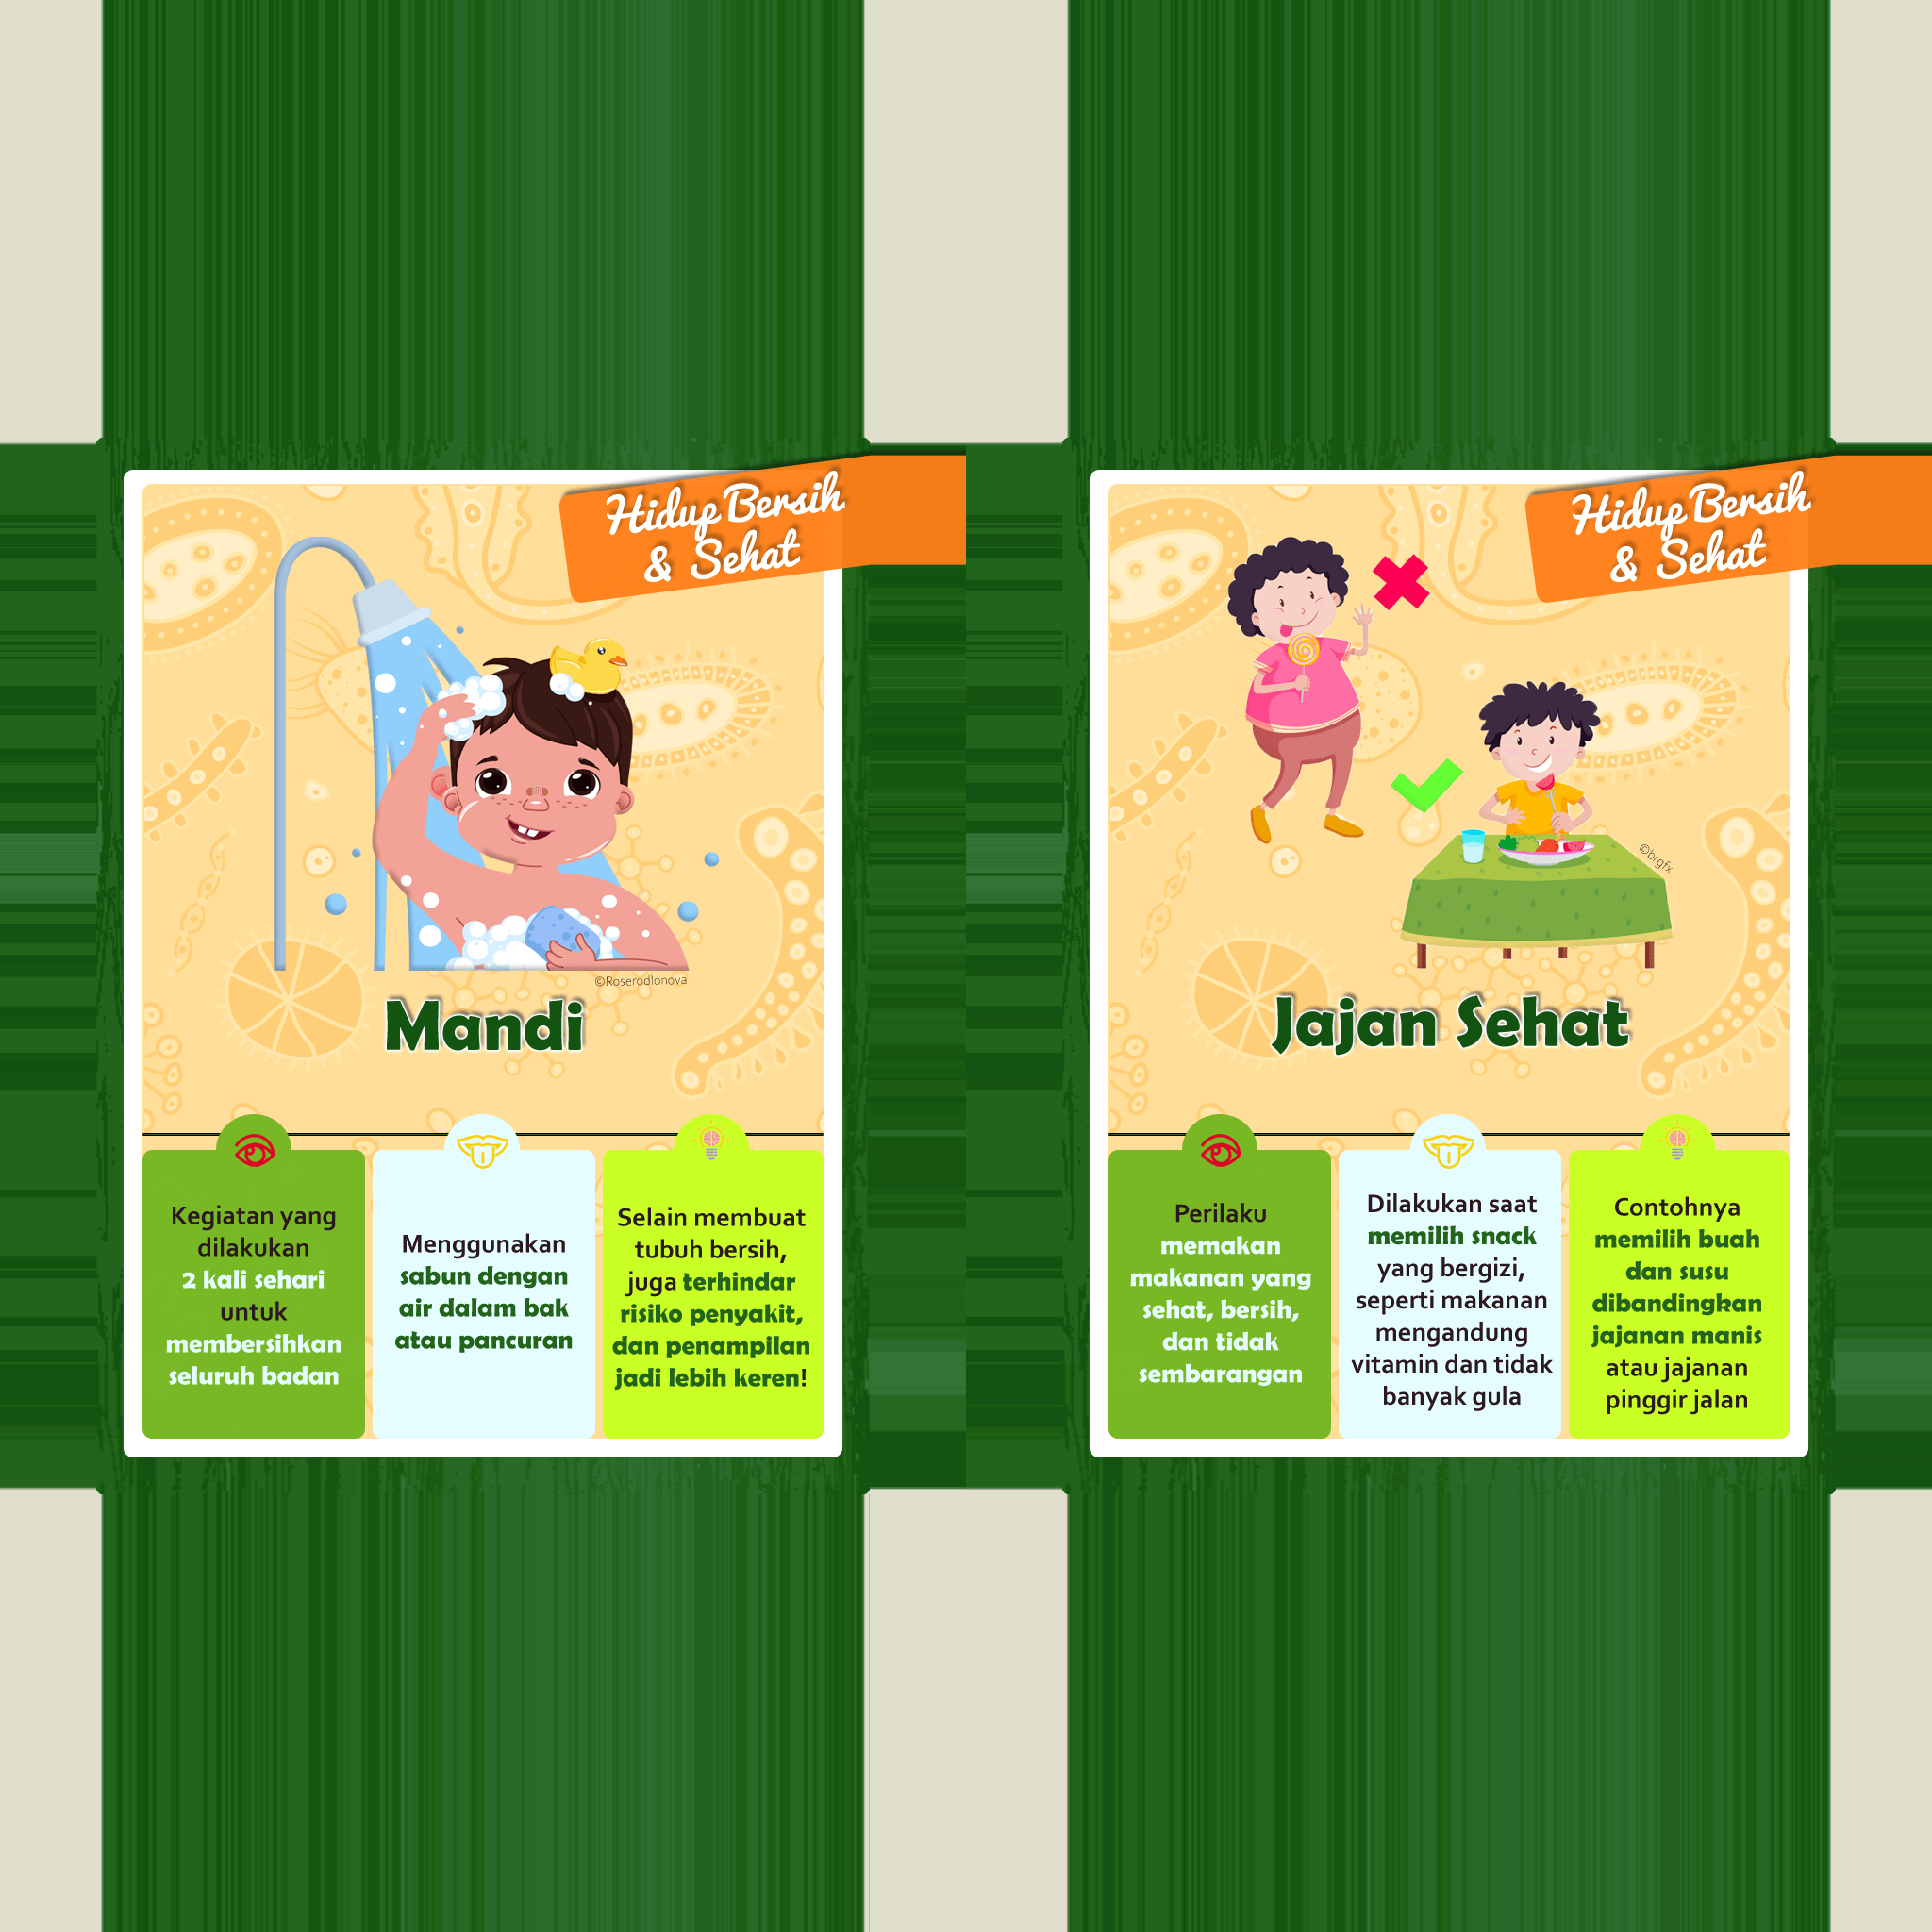 Hidup Bersih
& Sehat
©Roserodionova
Mandi
Kegiatan yang
dilakukan
2 kali sehari
untuk
membersihkan
seluruh badan
Menggunakan
sabun dengan
air dalam bak
atau pancuran
Selain membuat
tubuh bersih,
juga terhindar
risiko penyakit,
dan penampilan
jadi lebih keren!
Hidup Bersih
& Sehat
©brgfx
Jajan Sehat
Perilaku
memakan
makanan yang
sehat, bersih,
dan tidak
sembarangan
Dilakukan saat
memilih snack
yang bergizi,
seperti makanan
mengandung
vitamin dan tidak
banyak gula
Contohnya
memilih buah
dan susu
dibandingkan
jajanan manis
atau jajanan
pinggir jalan